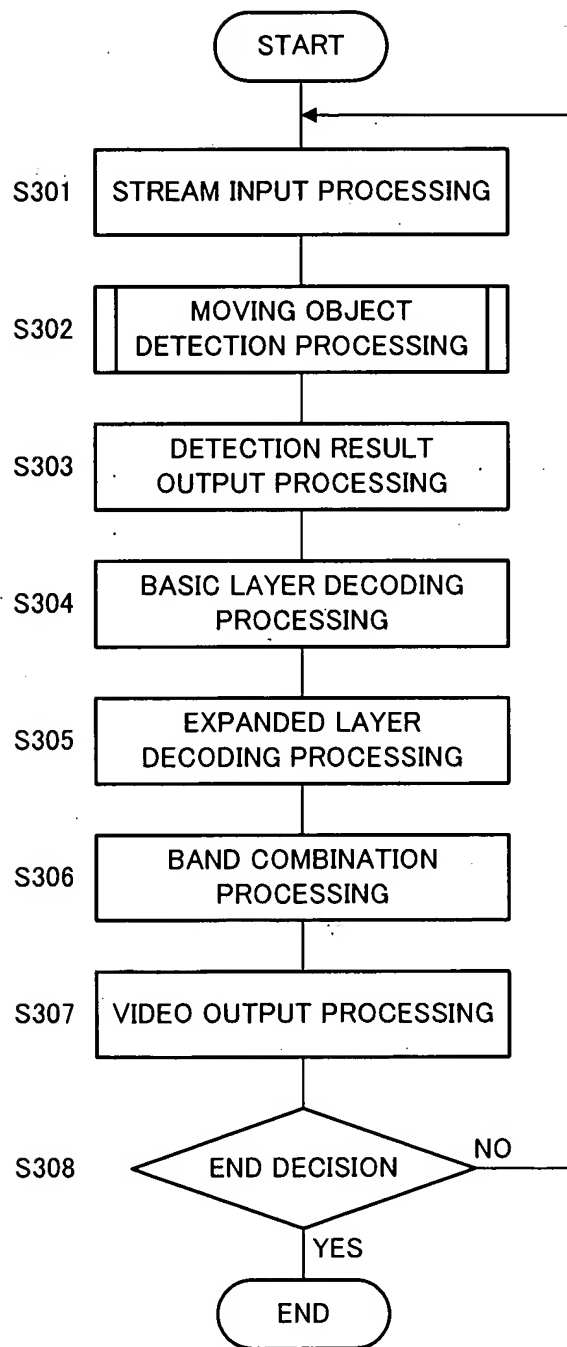 START
S301
STREAM INPUT PROCESSING
S302
MOVING OBJECT
DETECTION PROCESSING
S303
DETECTION RESULT
OUTPUT PROCESSING
S304
BASIC LAYER DECODING
PROCESSING
S305
EXPANDED LAYER
DECODING PROCESSING
S306
BAND COMBINATION
PROCESSING
S307
VIDEO OUTPUT PROCESSING
S308
END DECISION
NO
YES
END